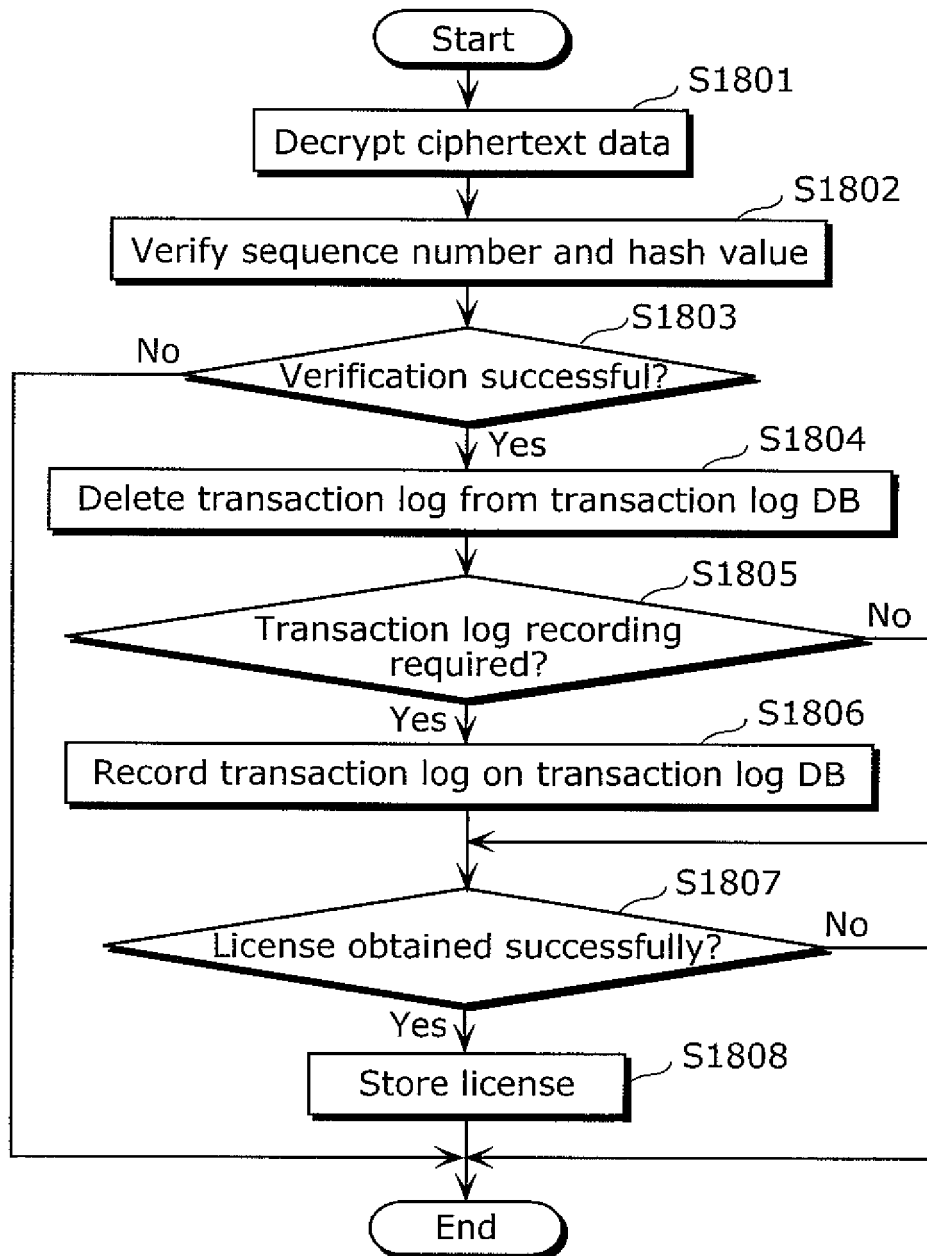 Start
S1801
Decrypt ciphertext data
S1802
Verify sequence number and hash value
S1803
No
Verification successful?
Yes
S1804
Delete transaction log from transaction log DB
S1805
No
Transaction log recording
required?
Yes
S1806
Record transaction log on transaction log DB
S1807
No
License obtained successfully?
Yes
S1808
Store license
End